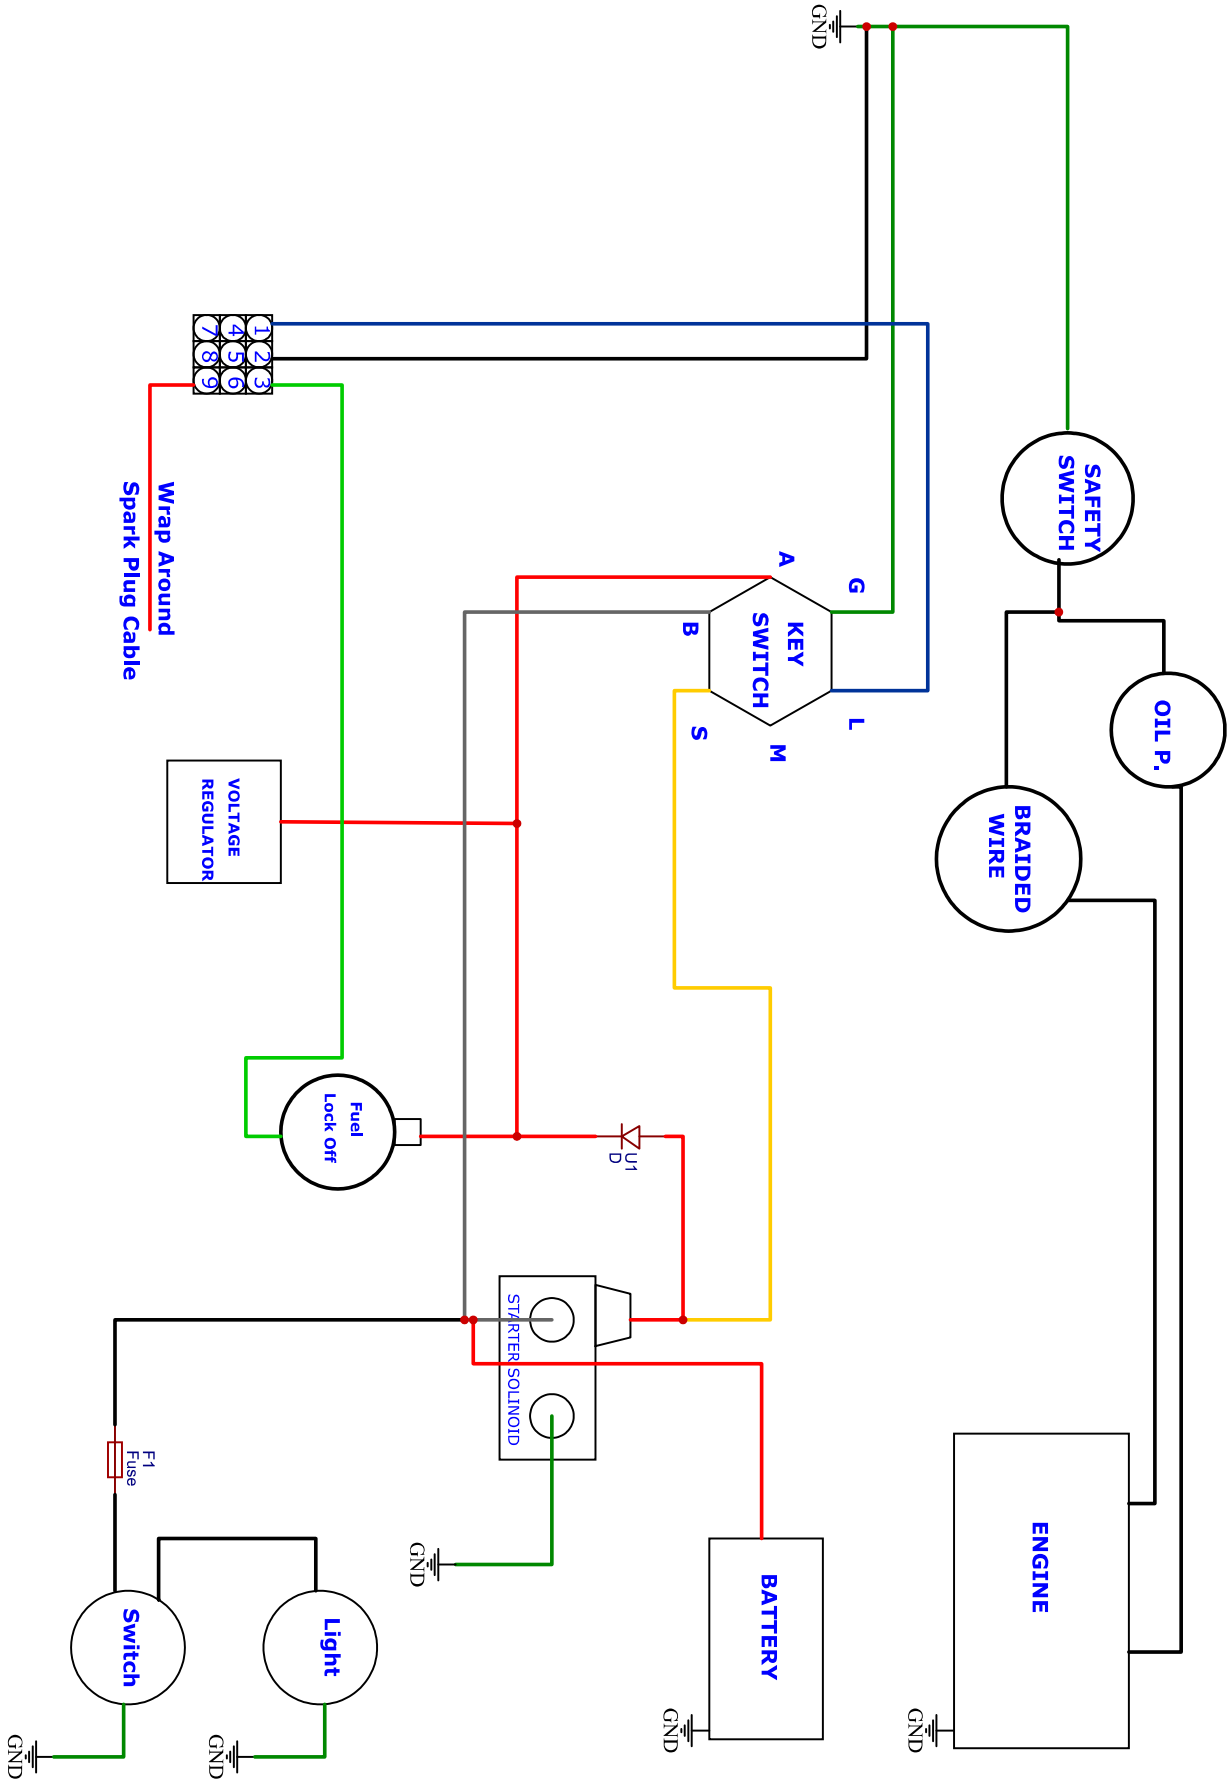 GND
1
2
3
4
5
6
7
8
9
Wrap Around
Spark Plug Cable
SAFETY
SWITCH
A
G
B
KEY
SWITCH
L
S
M
OIL P.
BRAIDED
WIRE
VOLTAGE
REGULATOR
Fuel
Lock Off
U1
D
STARTER SOLINOID
F1
Fuse
GND
Switch
Light
BATTERY
ENGINE
GND
GND
GND
GND